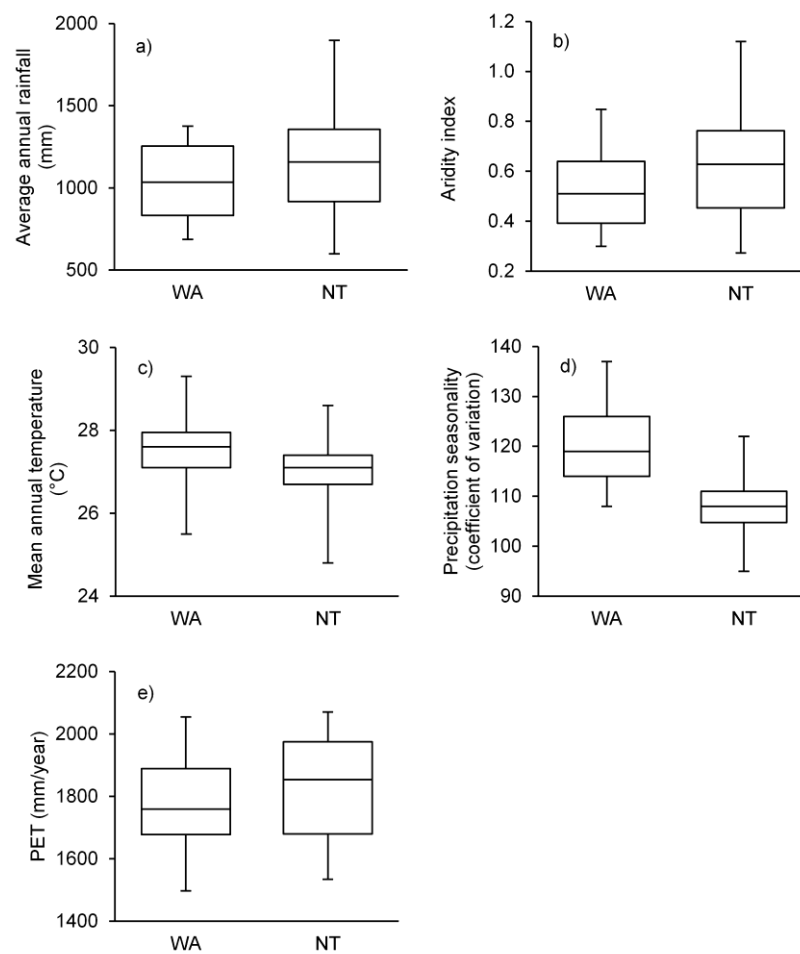 a)
Average annual rainfall
(mm)
2000
1500
1000
500
WA NT
b)
Aridity index
1.2
1.0
0.8
0.6
0.4
0.2
WA NT
c)
Mean annual temperature
(°C)
30
28
26
24
WA NT
d)
Precipitation seasonality
(coefficient of variation)
140
130
120
110
100
90
WA NT
e)
PET (mm/year)
2200
2000
1800
1600
1400
WA NT